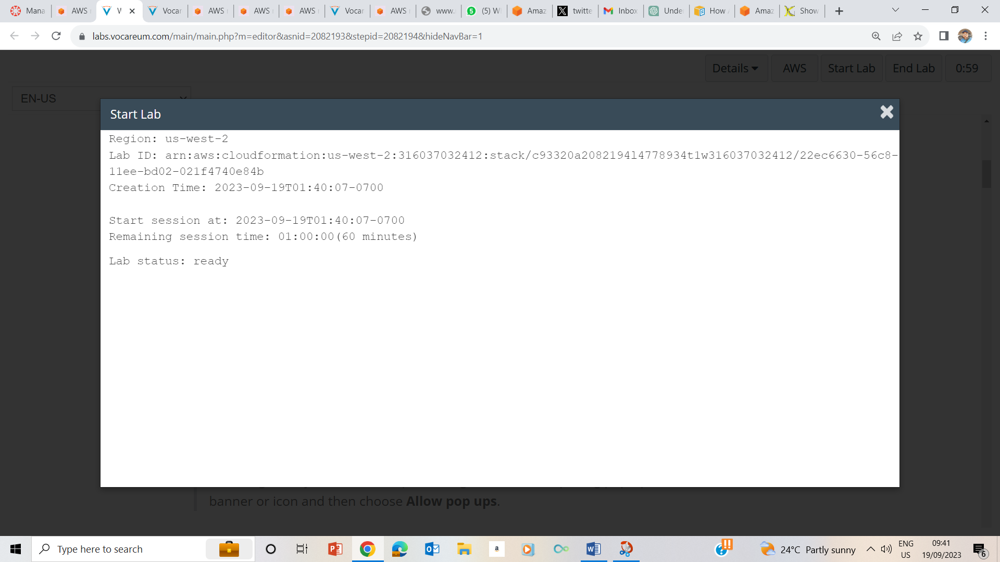 Mana
AWS
V
Vocar
AWS
AWS
AWS
Vocar
AWS
www.
(5) W
Amaz
twitte
Inbox
Unde
How
Amaz
Show
labs.vocareum.com/main/main.php?m=editor&asnid=2082193&stepid=2082194&hideNavBar=1
Details
AWS
Start Lab
End Lab
0:59
EN-US
Start Lab
Region: us-west-2
Lab ID: arn:aws:cloudformation:us-west-2:316037032412:stack/c93320a2082194l4778934t1w316037032412/22ec6630-56c8-
11ee-bd02-021f4740e84b
Creation Time: 2023-09-19T01:40:07-0700
Start session at: 2023-09-19T01:40:07-0700
Remaining session time: 01:00:00(60 minutes)
Lab status: ready
banner or icon and then choose Allow pop ups.
Type here to search
24°C Partly sunny
ENG
US
09:41
19/09/2023
6